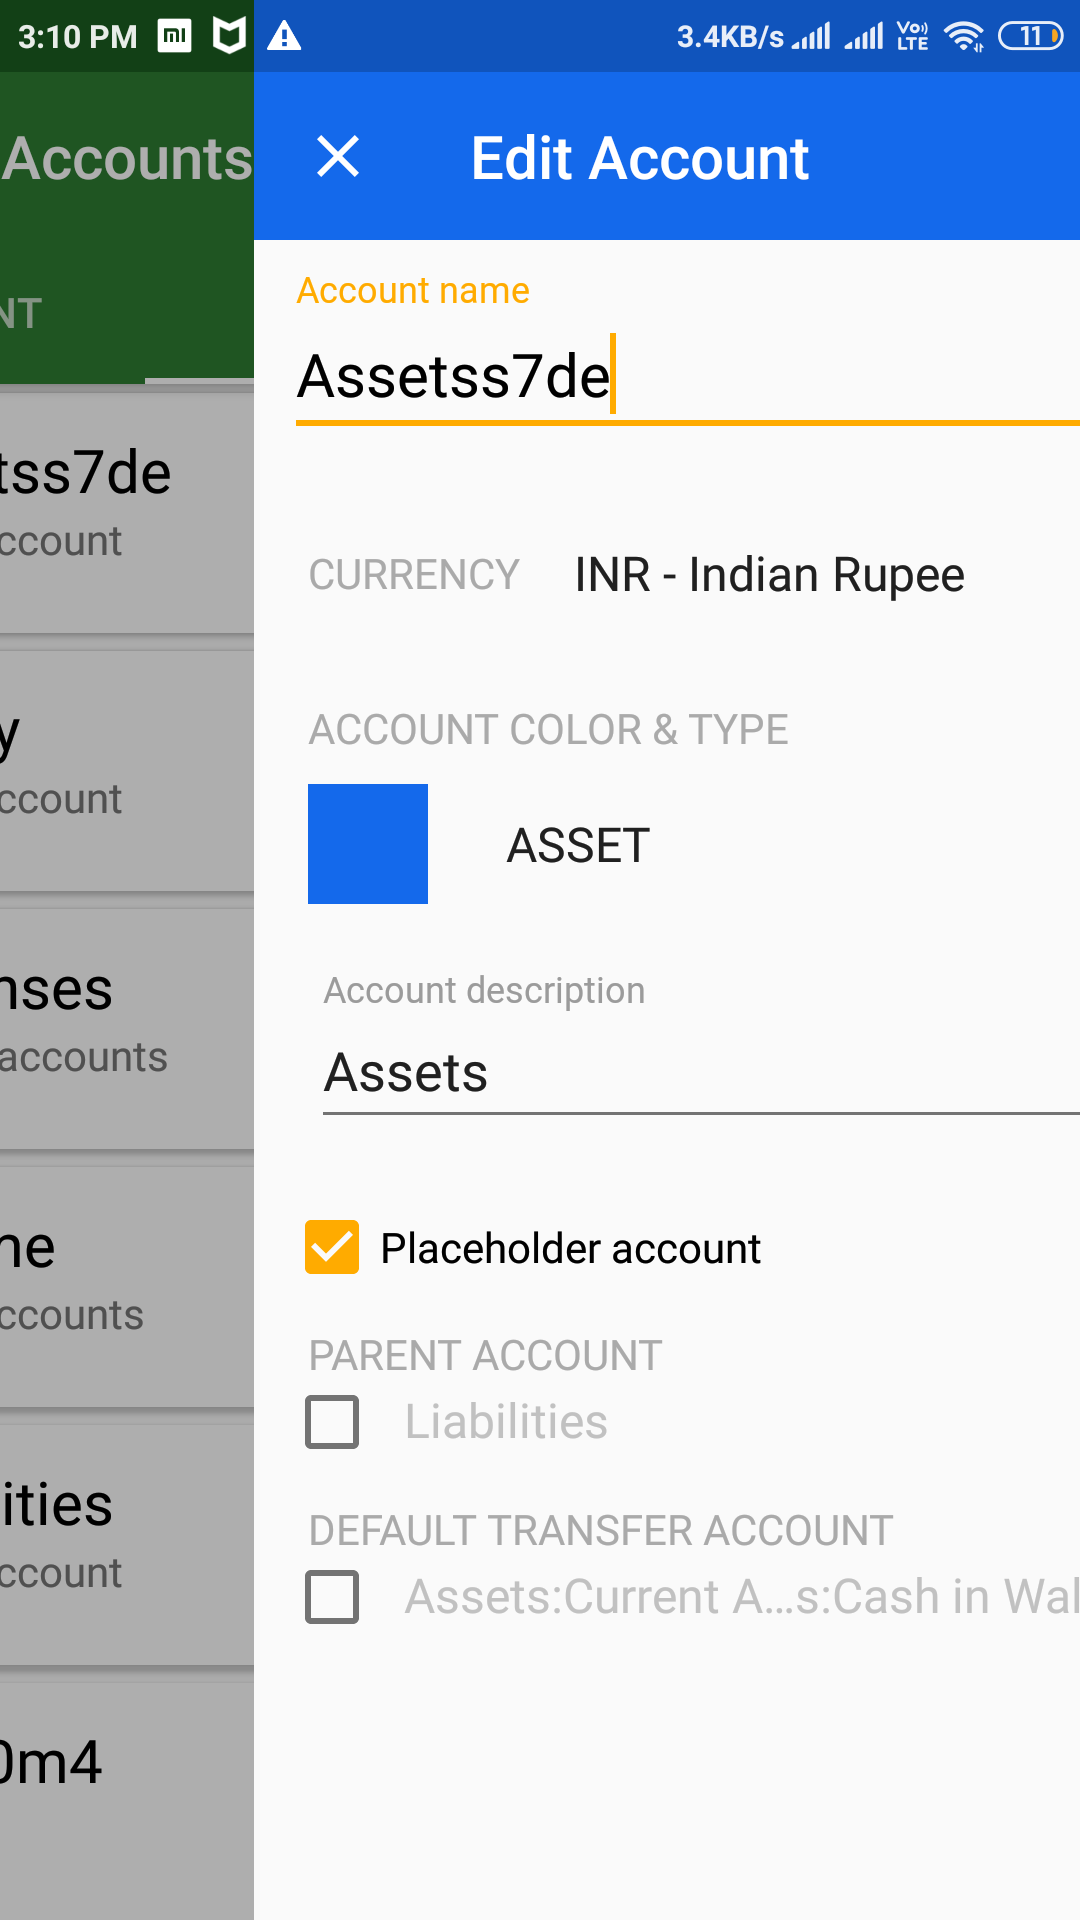 3:10 PM 3.4KB/s VoLTE 11
Accounts
Edit Account
NT
Account name
Assetss7de
tss7de
ccount
CURRENCY INR - Indian Rupee
ACCOUNT COLOR & TYPE
y
ccount
ASSET
Account description
Assets
nses
accounts
Placeholder account
ne
ccounts
PARENT ACCOUNT
Liabilities
ities
ccount
DEFAULT TRANSFER ACCOUNT
Assets:Current A...s:Cash in Wal
0m4